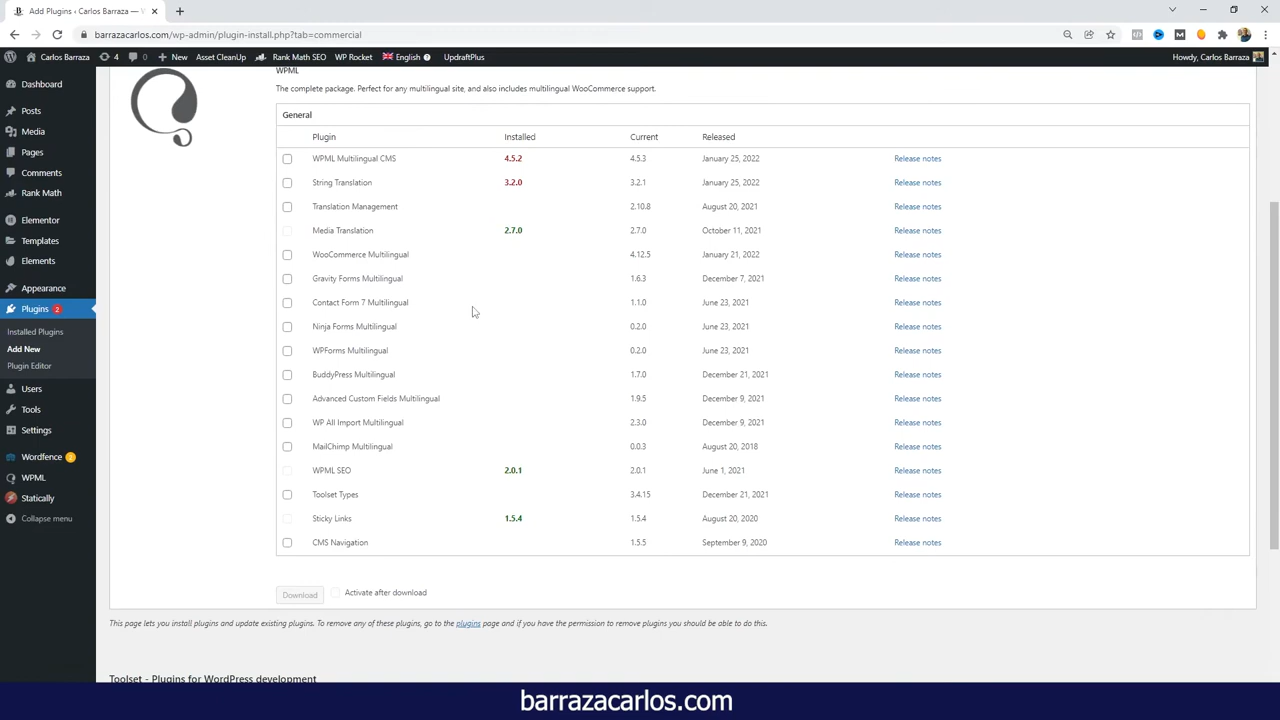 Add Plugins ‹ Carlos Barraza — V
barrazacarlos.com/wp-admin/plugin-install.php?tab=commercial
Carlos Barraza 4 0 New Asset CleanUp Rank Math SEO WP Rocket English UpdraftPlus Howdy, Carlos Barraza
Dashboard
Posts
Media
Pages
Comments
Rank Math
Elementor
Templates
Elements
Appearance
Plugins 2
Installed Plugins
Add New
Plugin Editor
Users
Tools
Settings
Wordfence
WPML
Statically
Collapse menu
WPML
The complete package. Perfect for any multilingual site, and also includes multilingual WooCommerce support.
General
Plugin Installed Current Released
WPML Multilingual CMS 4.5.2 4.5.3 January 25, 2022 Release notes
String Translation 3.2.0 3.2.1 January 25, 2022 Release notes
Translation Management 2.10.8 August 20, 2021 Release notes
Media Translation 2.7.0 2.7.0 October 11, 2021 Release notes
WooCommerce Multilingual 4.12.5 January 21, 2022 Release notes
Gravity Forms Multilingual 1.6.3 December 7, 2021 Release notes
Contact Form 7 Multilingual 1.1.0 June 23, 2021 Release notes
Ninja Forms Multilingual 0.2.0 June 23, 2021 Release notes
WPForms Multilingual 0.2.0 June 23, 2021 Release notes
BuddyPress Multilingual 1.7.0 December 21, 2021 Release notes
Advanced Custom Fields Multilingual 1.9.5 December 9, 2021 Release notes
WP All Import Multilingual 2.3.0 December 9, 2021 Release notes
MailChimp Multilingual 0.0.3 August 20, 2018 Release notes
WPML SEO 2.0.1 2.0.1 June 1, 2021 Release notes
Toolset Types 3.4.15 December 21, 2021 Release notes
Sticky Links 1.5.4 1.5.4 August 20, 2020 Release notes
CMS Navigation 1.5.5 September 9, 2020 Release notes
Download Activate after download
This page lets you install plugins and update existing plugins. To remove any of these plugins, go to the plugins page and if you have the permission to remove plugins you should be able to do this.
Toolset - Plugins for WordPress development
barrazacarlos.com